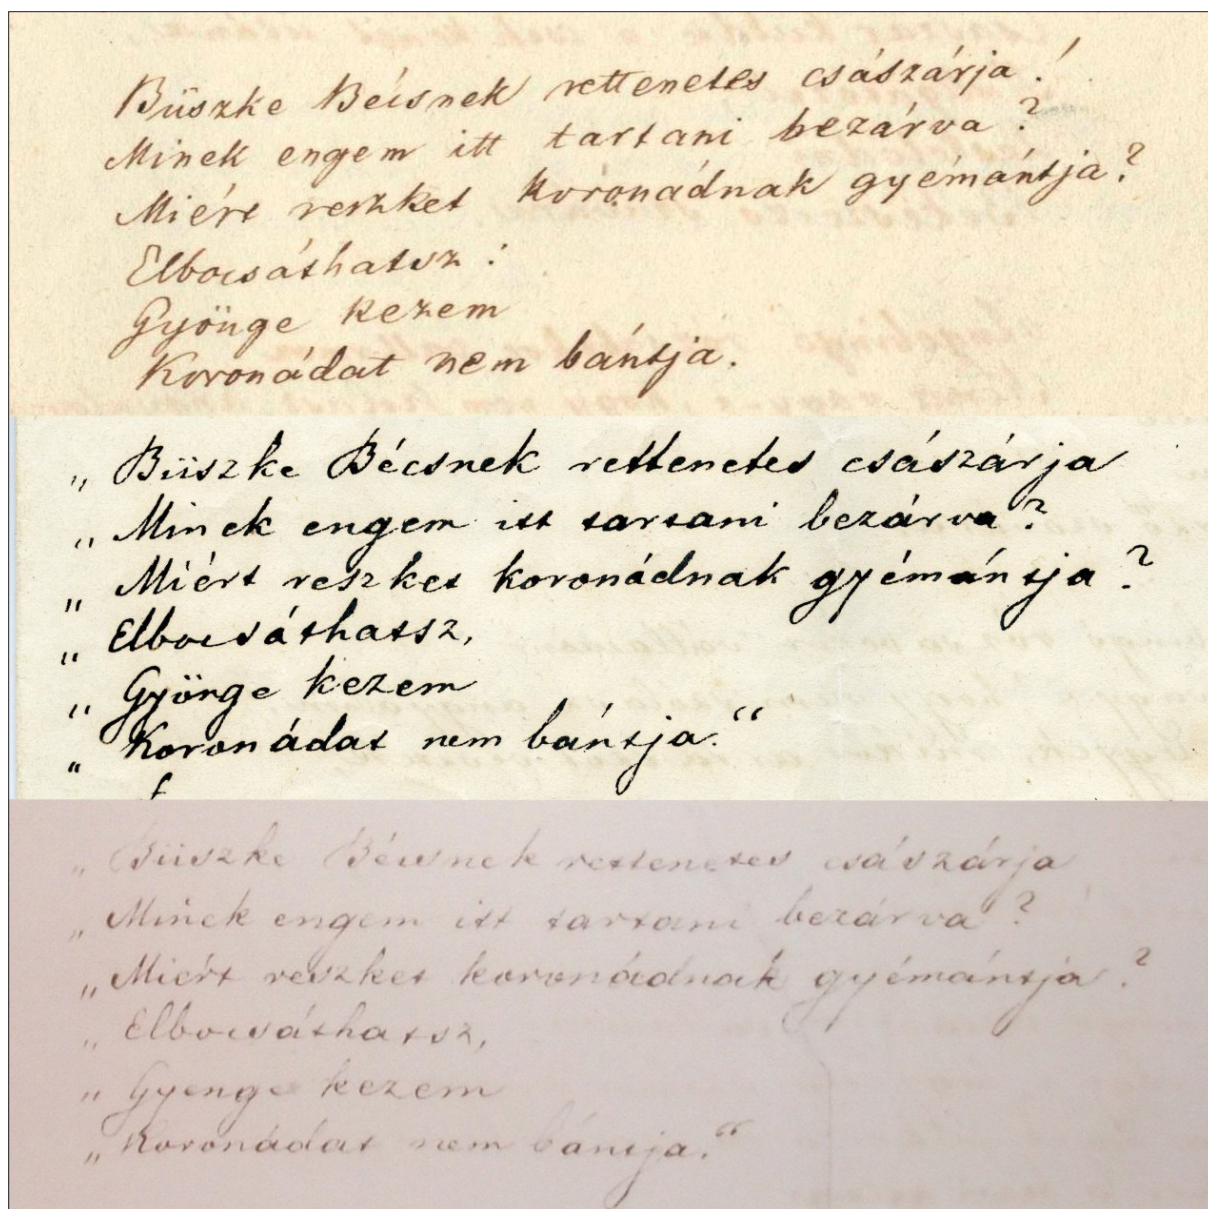 Büszke Bécsnek rettenetes császárja!
Minek engem itt tartani bezárva?
Miért reszket koronádnak gyémántja?
Elbocsáthatsz:
Gyönge kezem
Koronádat nem bántja.
„ Büszke Bécsnek rettenetes császárja
„ Minek engem itt tartani bezárva?
„ Miért reszket koronádnak gyémántja?
„ Elbocsáthatsz,
„ Gyönge kezem
„ Koronádat nem bántja.“
„ Büszke Bécsnek rettenetes császárja
„ Minek engem itt tartani bezárva?
„ Miért reszket koronádnak gyémántja?
„ Elbocsáthatsz,
„ Gyenge kezem
„ Koronádat nem bántja.“